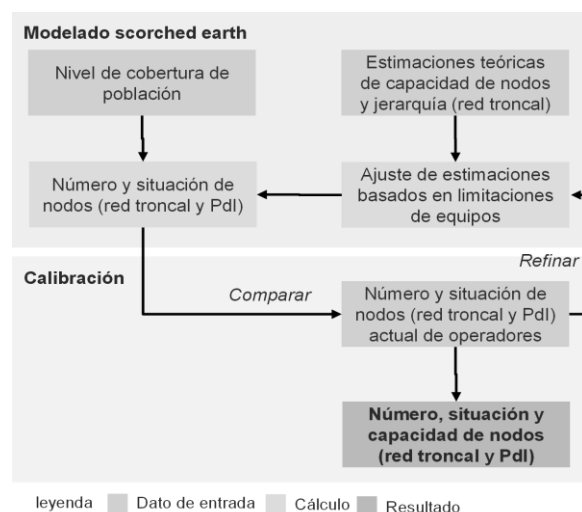 Modelado scorched earth
Nivel de cobertura de
población
Estimaciones teóricas
de capacidad de nodos
y jerarquía (red troncal)
Número y situación de
nodos (red troncal y PdI)
Ajuste de estimaciones
basados en limitaciones
de equipos
Calibración
Refinar
Comparar
Número y situación de
nodos (red troncal y PdI)
actual de operadores
Número, situación y
capacidad de nodos
(red troncal y PdI)
leyenda Dato de entrada Cálculo Resultado